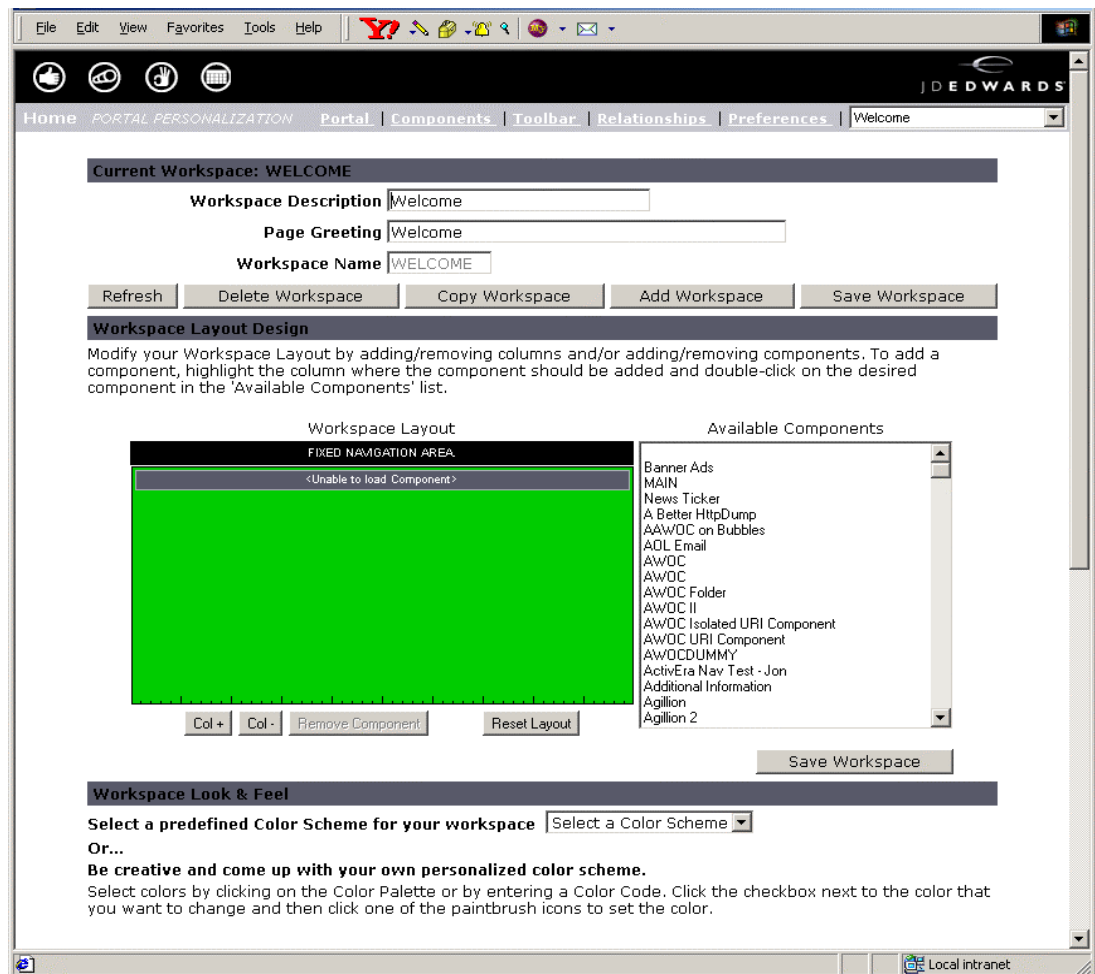 File Edit View Favorites Tools Help
JDEDWARDS
Home PORTAL PERSONALIZATION Portal | Components | Toolbar | Relationships | Preferences | Welcome
Current Workspace: WELCOME
Workspace Description Welcome
Page Greeting Welcome
Workspace Name WELCOME
Refresh Delete Workspace Copy Workspace Add Workspace Save Workspace
Workspace Layout Design
Modify your Workspace Layout by adding/removing columns and/or adding/removing components. To add a
component, highlight the column where the component should be added and double-click on the desired
component in the 'Available Components' list.
Workspace Layout
FIXED NAVIGATION AREA
<Unable to load Component>
Col + Col - Remove Component Reset Layout
Available Components
Banner Ads
MAIN
News Ticker
A Better HttpDump
AAWOC on Bubbles
AOL Email
AWOC
AWOC
AWOC Folder
AWOC II
AWOC Isolated URI Component
AWOC URI Component
AWOCDUMMY
ActivEra Nav Test - Jon
Additional Information
Agillion
Agillion 2
Save Workspace
Workspace Look & Feel
Select a predefined Color Scheme for your workspace Select a Color Scheme
Or...
Be creative and come up with your own personalized color scheme.
Select colors by clicking on the Color Palette or by entering a Color Code. Click the checkbox next to the color that
you want to change and then click one of the paintbrush icons to set the color.
Local intranet